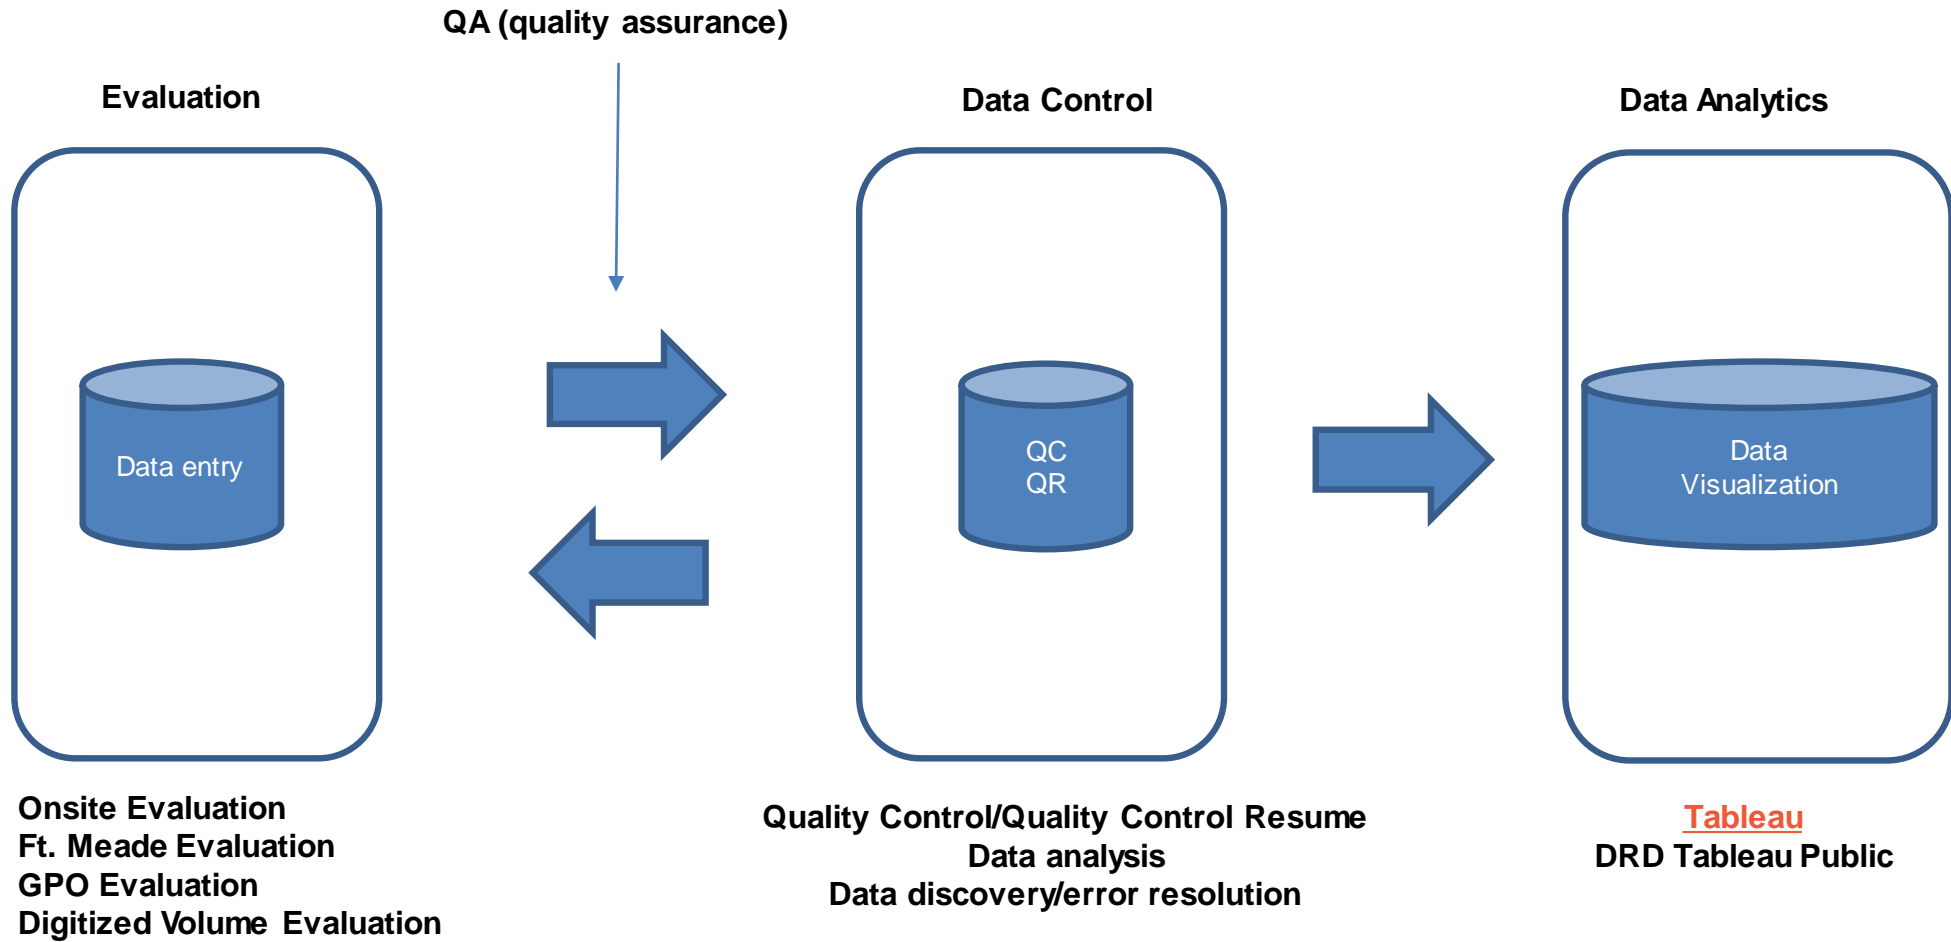 QA (quality assurance)
Evaluation
Data Control
Data Analytics
Data entry
QC
QR
Data
Visualization
Onsite Evaluation
Ft. Meade Evaluation
GPO Evaluation
Digitized Volume Evaluation
Quality Control/Quality Control Resume
Data analysis
Data discovery/error resolution
Tableau
DRD Tableau Public